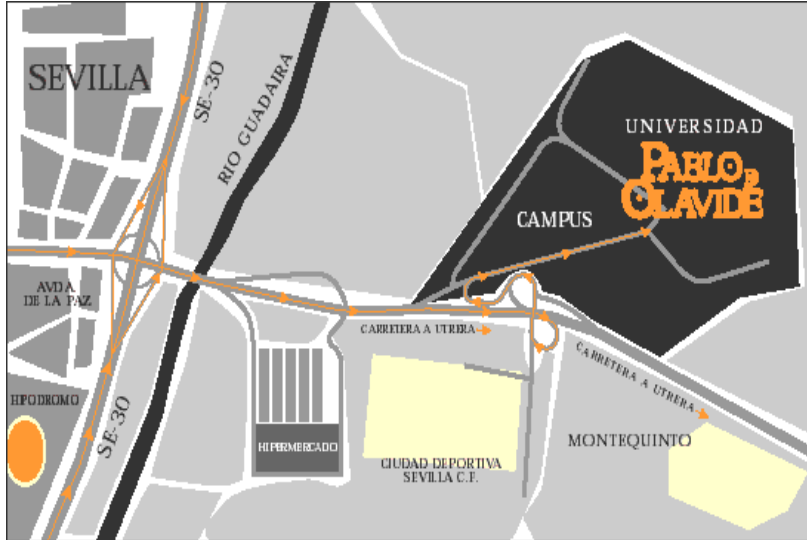 SEVILLA
SE-30
RIO GUADAIRA
UNIVERSIDAD
PABLO D
OLAVIDE
CAMPUS
AVDA.
DE LA PAZ
CARRETERA A UTRERA
CARRETERA A UTRERA
HIPODROMO
SE-30
HIPERMERCADO
CIUDAD DEPORTIVA
SEVILLA C.F.
MONTEQUINTO